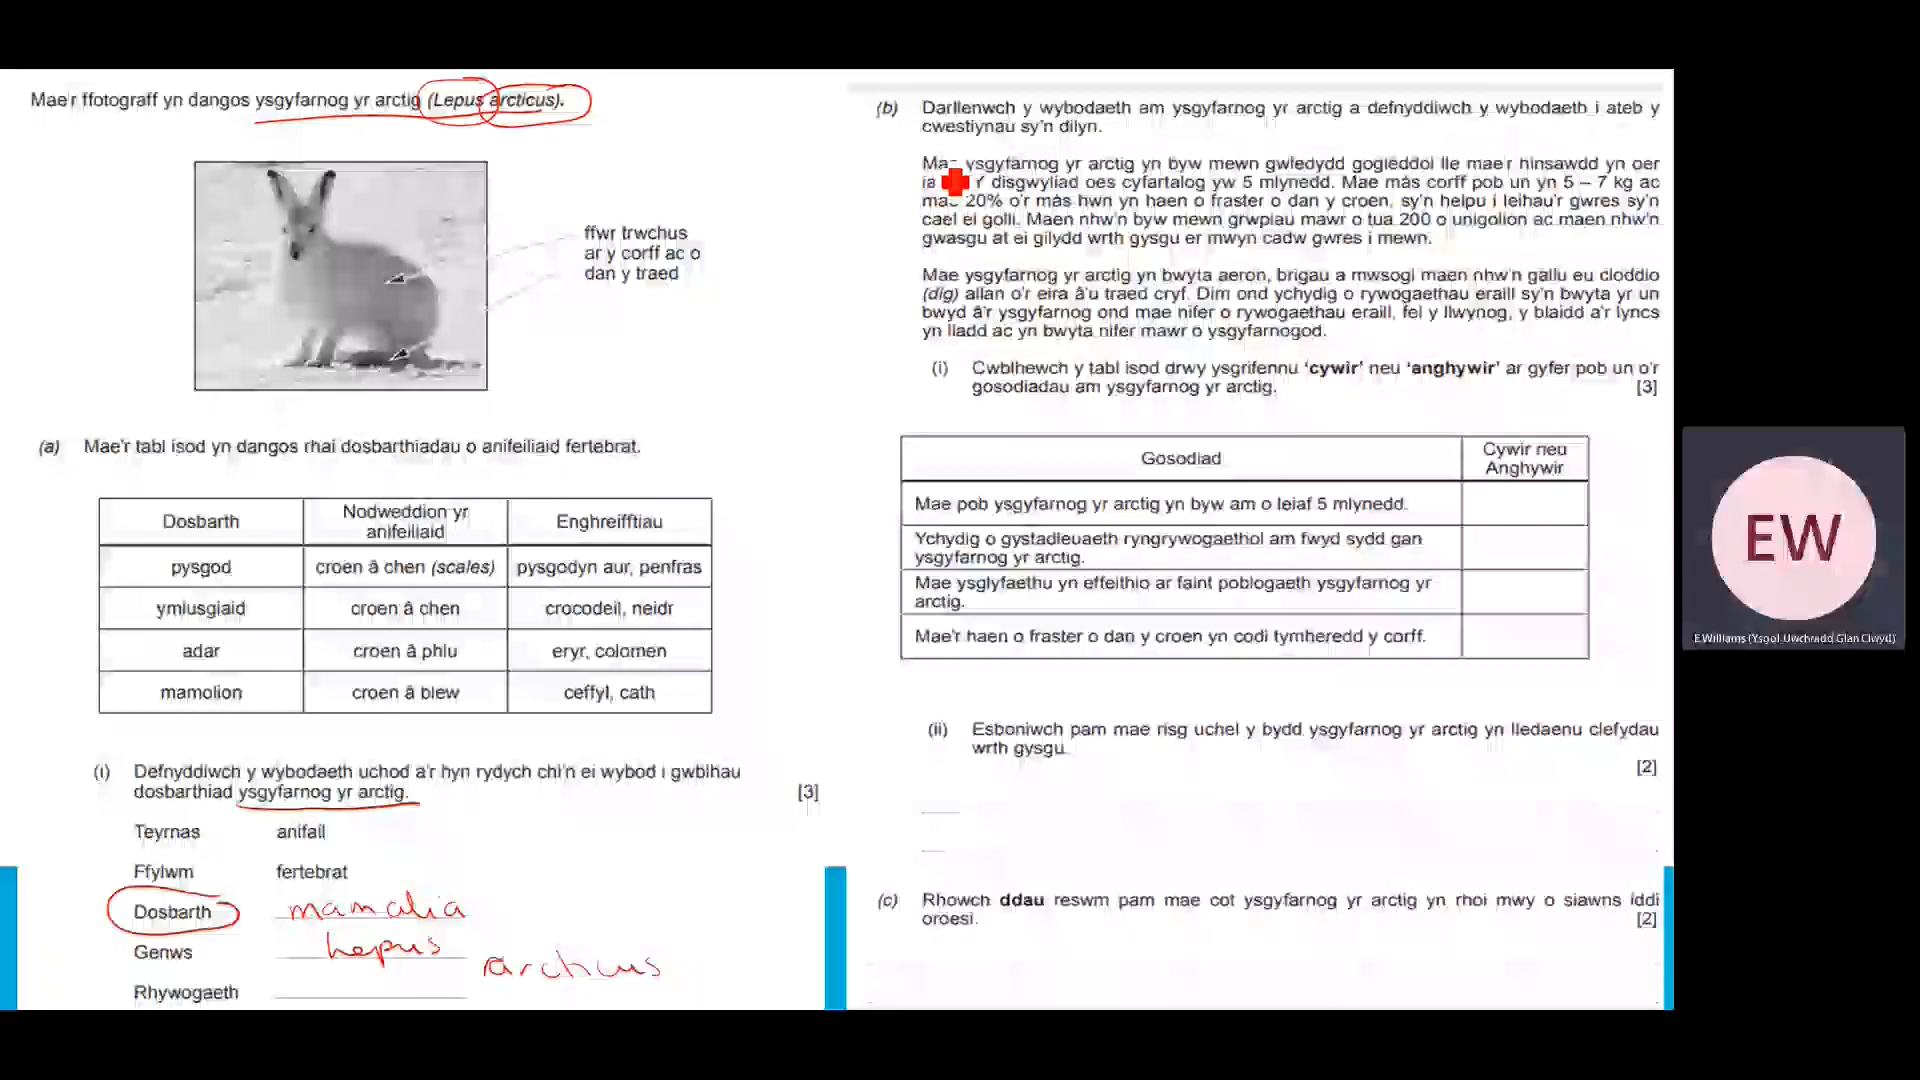 Mae'r ffotograff yn dangos ysgyfarnog yr arctig (Lepus arcticus).
ffwr trwchus
ar y corff ac o
dan y traed
(a) Mae'r tabl isod yn dangos rhai dosbarthiadau o anifeiliaid fertebrat.
Dosbarth Nodweddion yr anifeiliaid Enghreifftiau
pysgod croen â chen (scales) pysgodyn aur, penfras
ymlusgiaid croen â chen crocodeil, neidr
adar croen â phlu eryr, colomen
mamolion croen â blew ceffyl, cath
(i) Defnyddiwch y wybodaeth uchod a'r hyn rydych chi'n ei wybod i gwblhau
dosbarthiad ysgyfarnog yr arctig. [3]
Teyrnas anifail
Ffylwm fertebrat
Dosbarth mamalia
Genws Lepus
arcticus
Rhywogaeth
(b) Darllenwch y wybodaeth am ysgyfarnog yr arctig a defnyddiwch y wybodaeth i ateb y
cwestiynau sy'n dilyn.
ysgyfarnog yr arctig yn byw mewn gwledydd gogleddol lle mae'r hinsawdd yn oer
disgwyliad oes cyfartalog yw 5 mlynedd. Mae màs corff pob un yn 5 – 7 kg ac
20% o'r màs hwn yn haen o fraster o dan y croen, sy'n helpu i leihau'r gwres sy'n
cael ei golli. Maen nhw'n byw mewn grwpiau mawr o tua 200 o unigolion ac maen nhw'n
gwasgu at ei gilydd wrth gysgu er mwyn cadw gwres i mewn.
Mae ysgyfarnog yr arctig yn bwyta aeron, brigau a mwsogl maen nhw'n gallu eu cloddio
(dig) allan o'r eira â'u traed cryf. Dim ond ychydig o rywogaethau eraill sy'n bwyta yr un
bwyd â'r ysgyfarnog ond mae nifer o rywogaethau eraill, fel y llwynog, y blaidd a'r lyncs
yn lladd ac yn bwyta nifer mawr o ysgyfarnogod.
(i) Cwblhewch y tabl isod drwy ysgrifennu 'cywir' neu 'anghywir' ar gyfer pob un o'r
gosodiadau am ysgyfarnog yr arctig. [3]
Gosodiad Cywir neu Anghywir
Mae pob ysgyfarnog yr arctig yn byw am o leiaf 5 mlynedd.
Ychydig o gystadleuaeth ryngrywogaethol am fwyd sydd gan
ysgyfarnog yr arctig.
Mae ysglyfaethu yn effeithio ar faint poblogaeth ysgyfarnog yr
arctig.
Mae'r haen o fraster o dan y croen yn codi tymheredd y corff.
(ii) Esboniwch pam mae risg uchel y bydd ysgyfarnog yr arctig yn lledaenu clefydau
wrth gysgu.
[2]
(c) Rhowch ddau reswm pam mae cot ysgyfarnog yr arctig yn rhoi mwy o siawns iddi
oroesi. [2]
EW
E Williams (Ysgol Uwchradd Glan Clwyd)